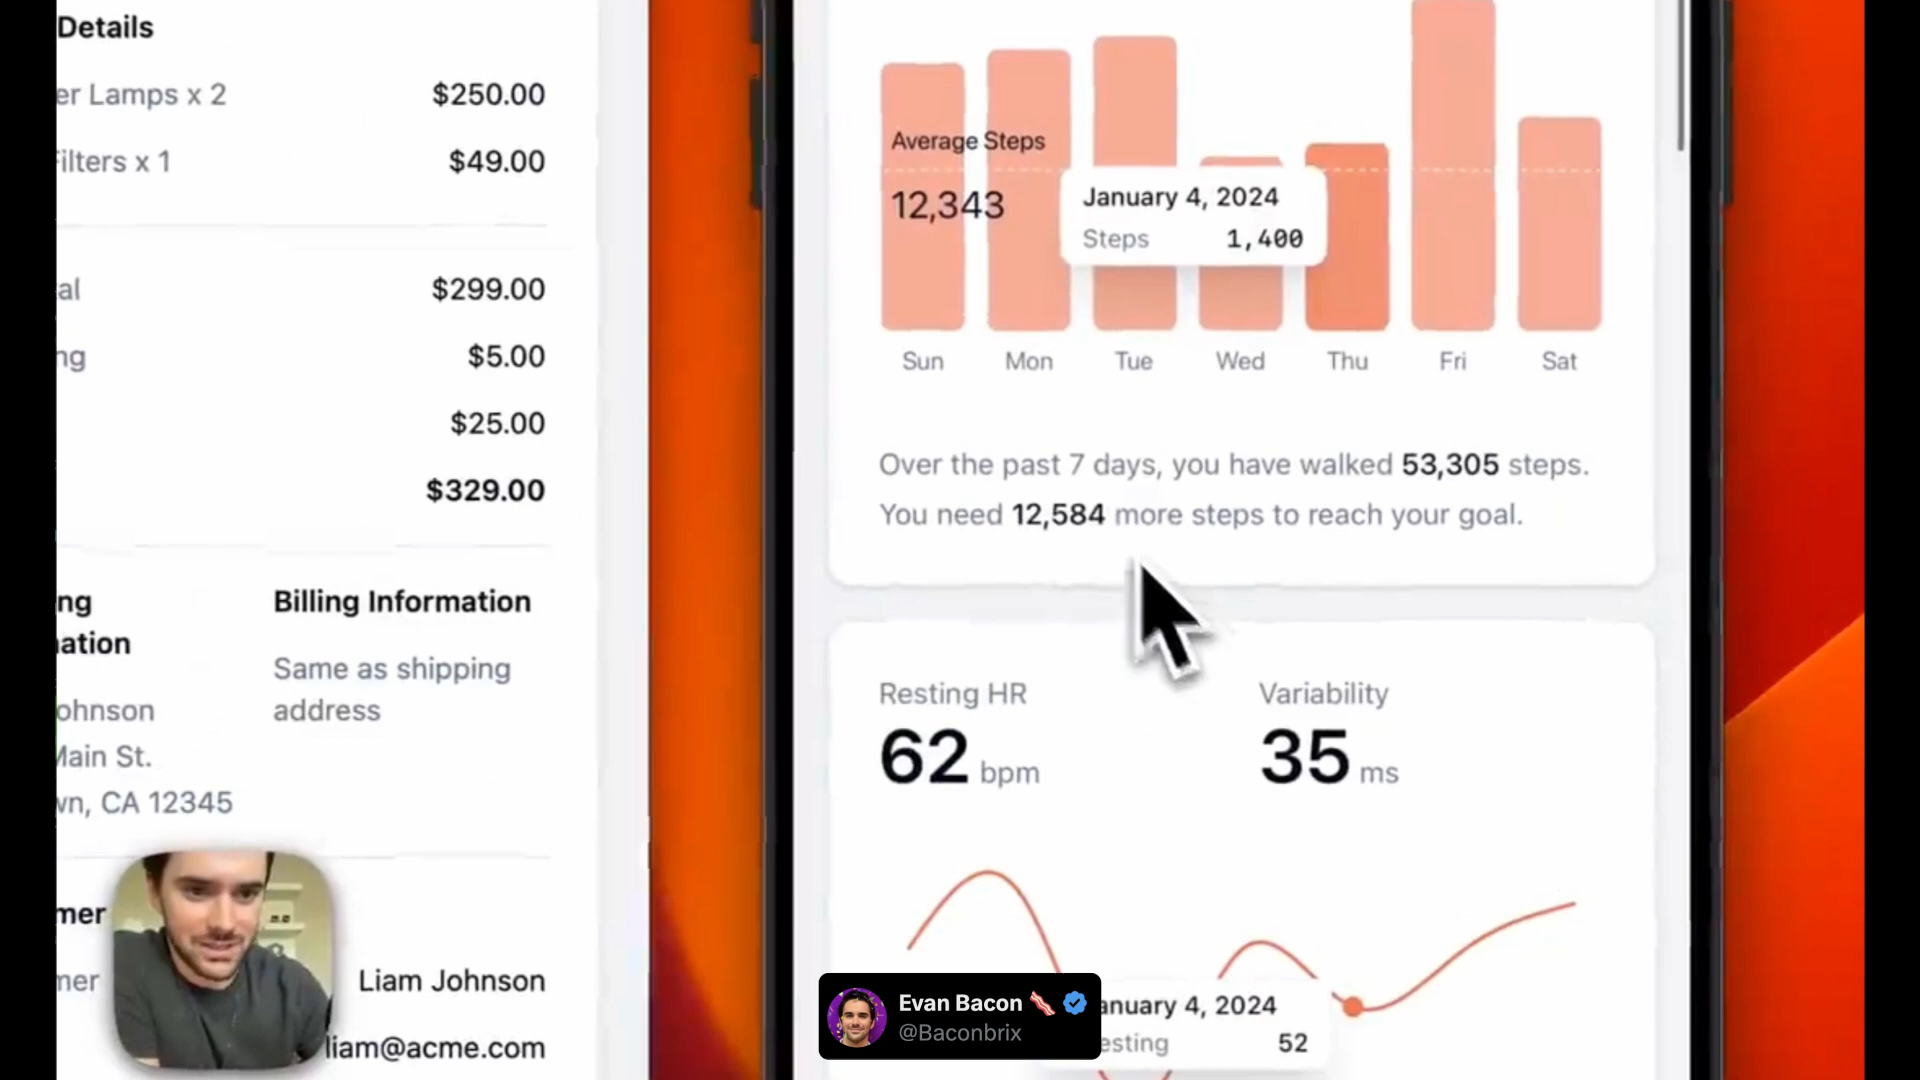 Details
er Lamps x 2 $250.00
Filters x 1 $49.00
al $299.00
ng $5.00
$25.00
$329.00
ng
ation
Billing Information
Same as shipping
address
ohnson
Main St.
wn, CA 12345
mer
mer Liam Johnson
liam@acme.com
Average Steps
12,343
January 4, 2024
Steps 1,400
Sun Mon Tue Wed Thu Fri Sat
Over the past 7 days, you have walked 53,305 steps.
You need 12,584 more steps to reach your goal.
Resting HR Variability
62 bpm 35 ms
anuary 4, 2024
esting 52
Evan Bacon 🥓
@Baconbrix